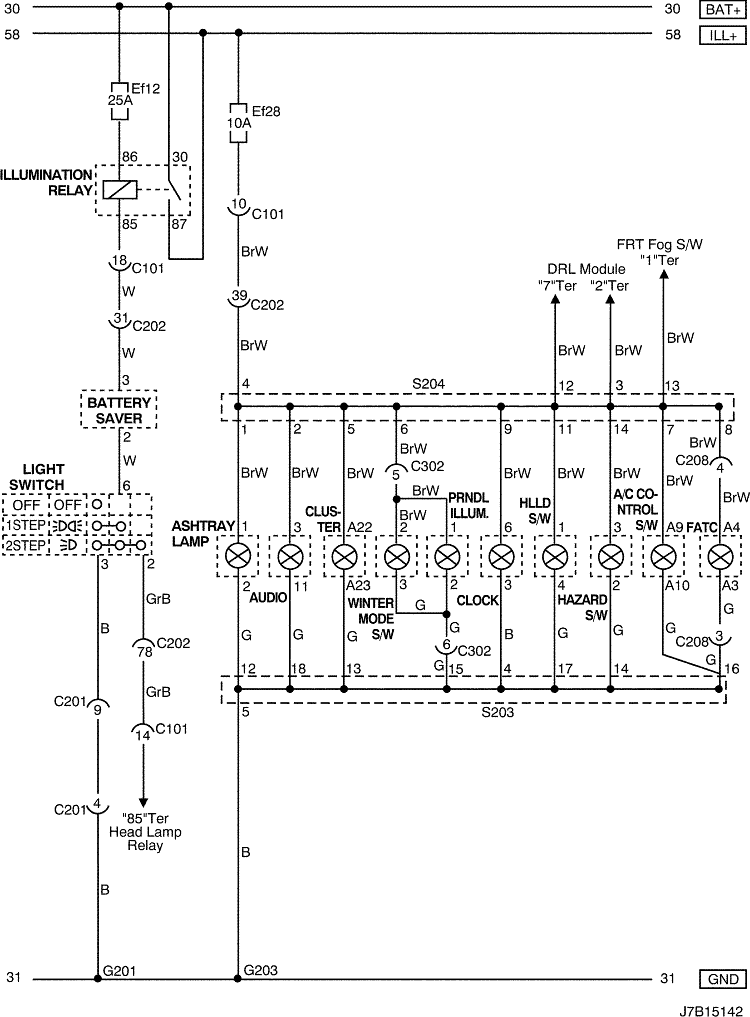 30 30 BAT+
58 58 ILL+
Ef12
25A
Ef28
10A
86 30
ILLUMINATION
RELAY
85 87
10 C101
18 C101
BrW
W
39 C202
31 C202
W
BrW
FRT Fog S/W
"1"Ter
DRL Module
"7"Ter "2"Ter
BrW BrW BrW
3
4 S204 12 3 13
BATTERY
SAVER
2
1 2 5 6 9 11 14 7 8
W
BrW BrW
C302 C208
5 4
LIGHT
SWITCH
6
BrW BrW BrW BrW BrW BrW BrW BrW BrW
OFF OFF
1STEP
2STEP
BrW
ASHTRAY
LAMP
CLUS-
TER
PRNDL
ILLUM.
HLLD
S/W
A/C CO-
NTROL
S/W
FATC
1 3 A22 2 1 6 1 3 A9 A4
3 2
2 11 A23 3 2 3 4 2 A10 A3
AUDIO
WINTER
MODE
S/W
CLOCK
HAZARD
S/W
GrB
G
B
G G G G B G G G G
C202
78
6 C302
C208 3
G G
GrB
12 18 13 15 4 17 14 16
C201
9
5 S203
C101
14
C201 4
"85"Ter
Head Lamp
Relay
B
B
G201 G203
31 31 GND
J7B15142